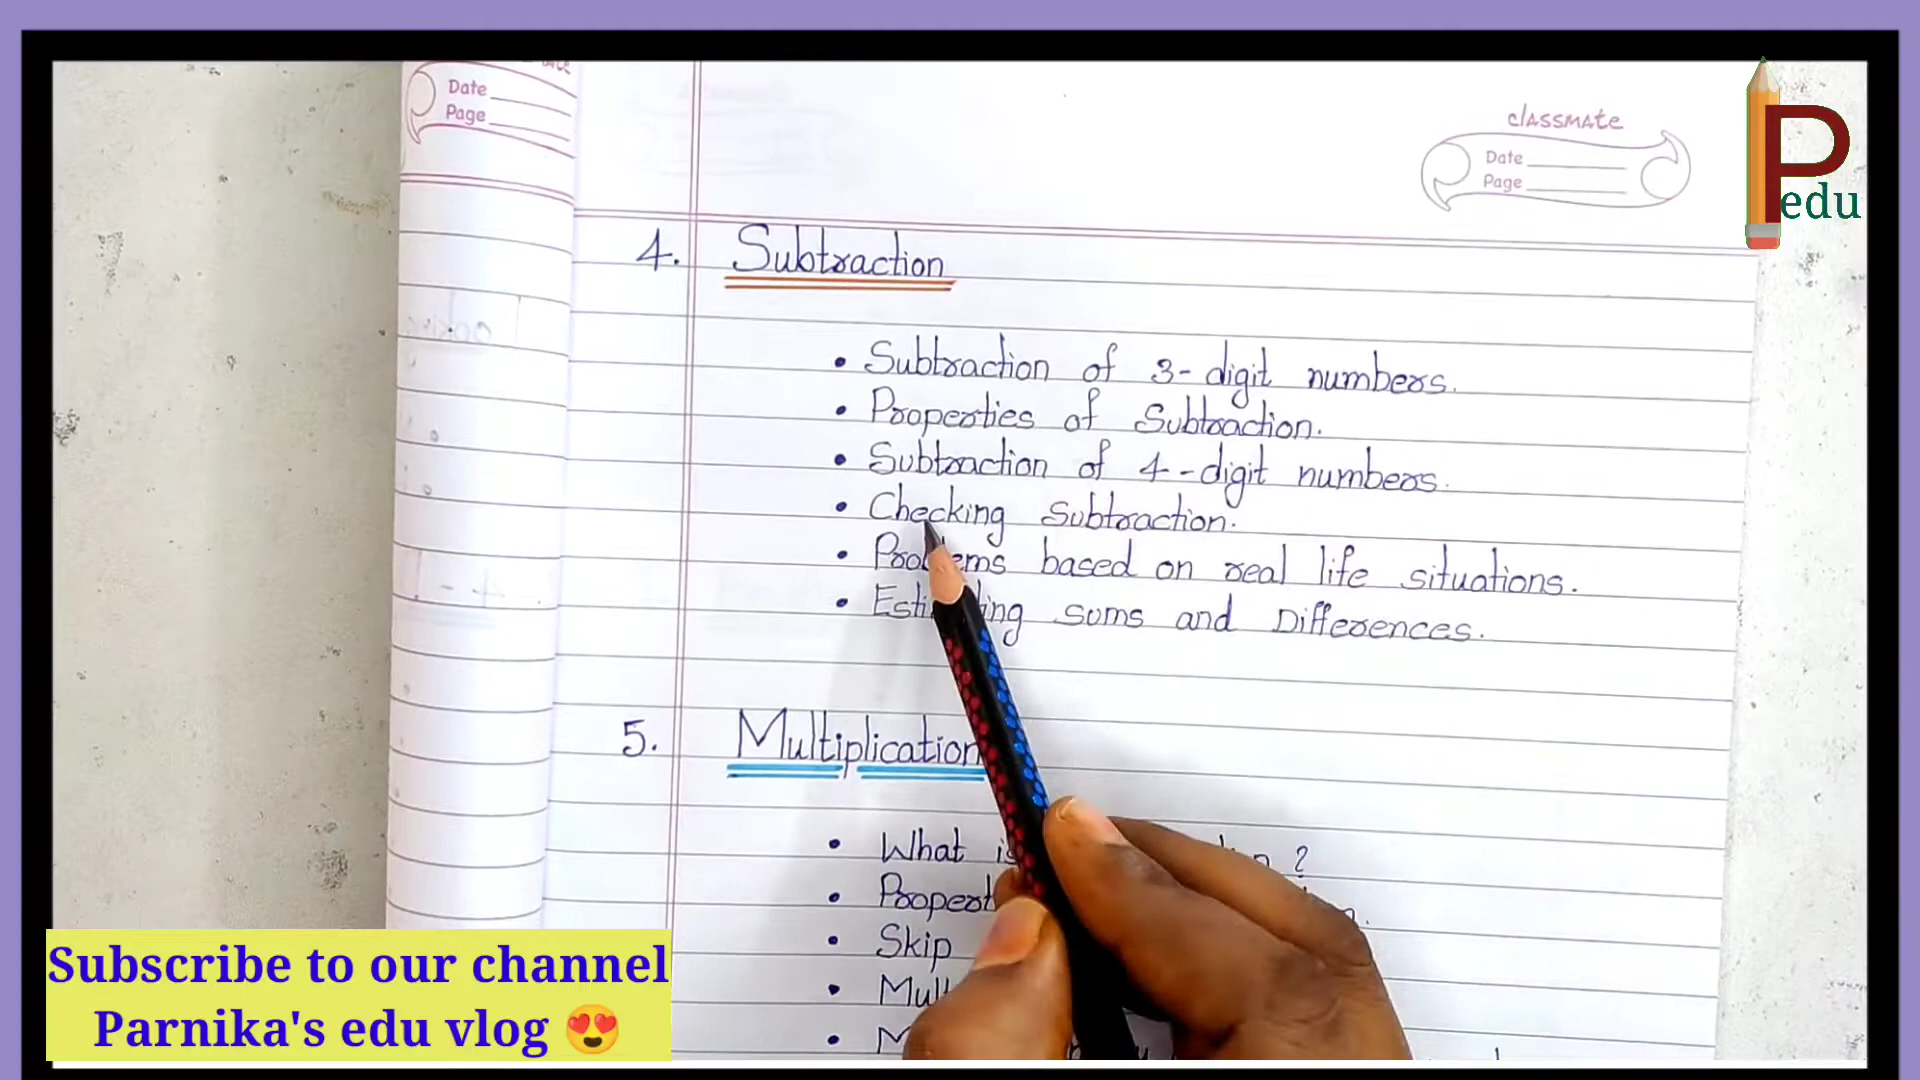 Date
Page
classmate
Date
Page
P
edu
4. Subtraction
• Subtraction of 3-digit numbers.
• Properties of Subtraction.
• Subtraction of 4-digit numbers.
• Checking Subtraction.
• Problems based on real life situations.
• Estimating sums and Differences.
5. Multiplication
• What is ?
•
• Skip
•
•
Subscribe to our channel
Parnika's edu vlog 😍